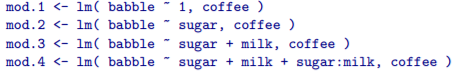 mod.1 <- lm( babble ~ 1, coffee )
mod.2 <- lm( babble ~ sugar, coffee )
mod.3 <- lm( babble ~ sugar + milk, coffee )
mod.4 <- lm( babble ~ sugar + milk + sugar:milk, coffee )